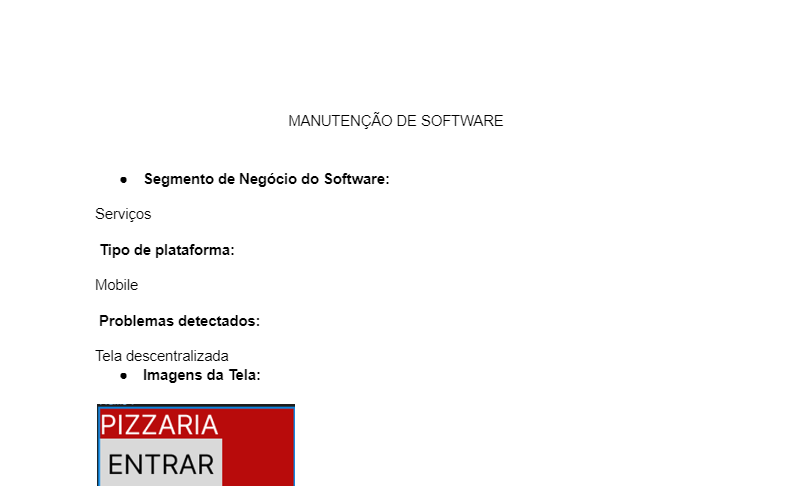 MANUTENÇÃO DE SOFTWARE
● Segmento de Negócio do Software:
Serviços
Tipo de plataforma:
Mobile
Problemas detectados:
Tela descentralizada
● Imagens da Tela:
PIZZARIA
ENTRAR